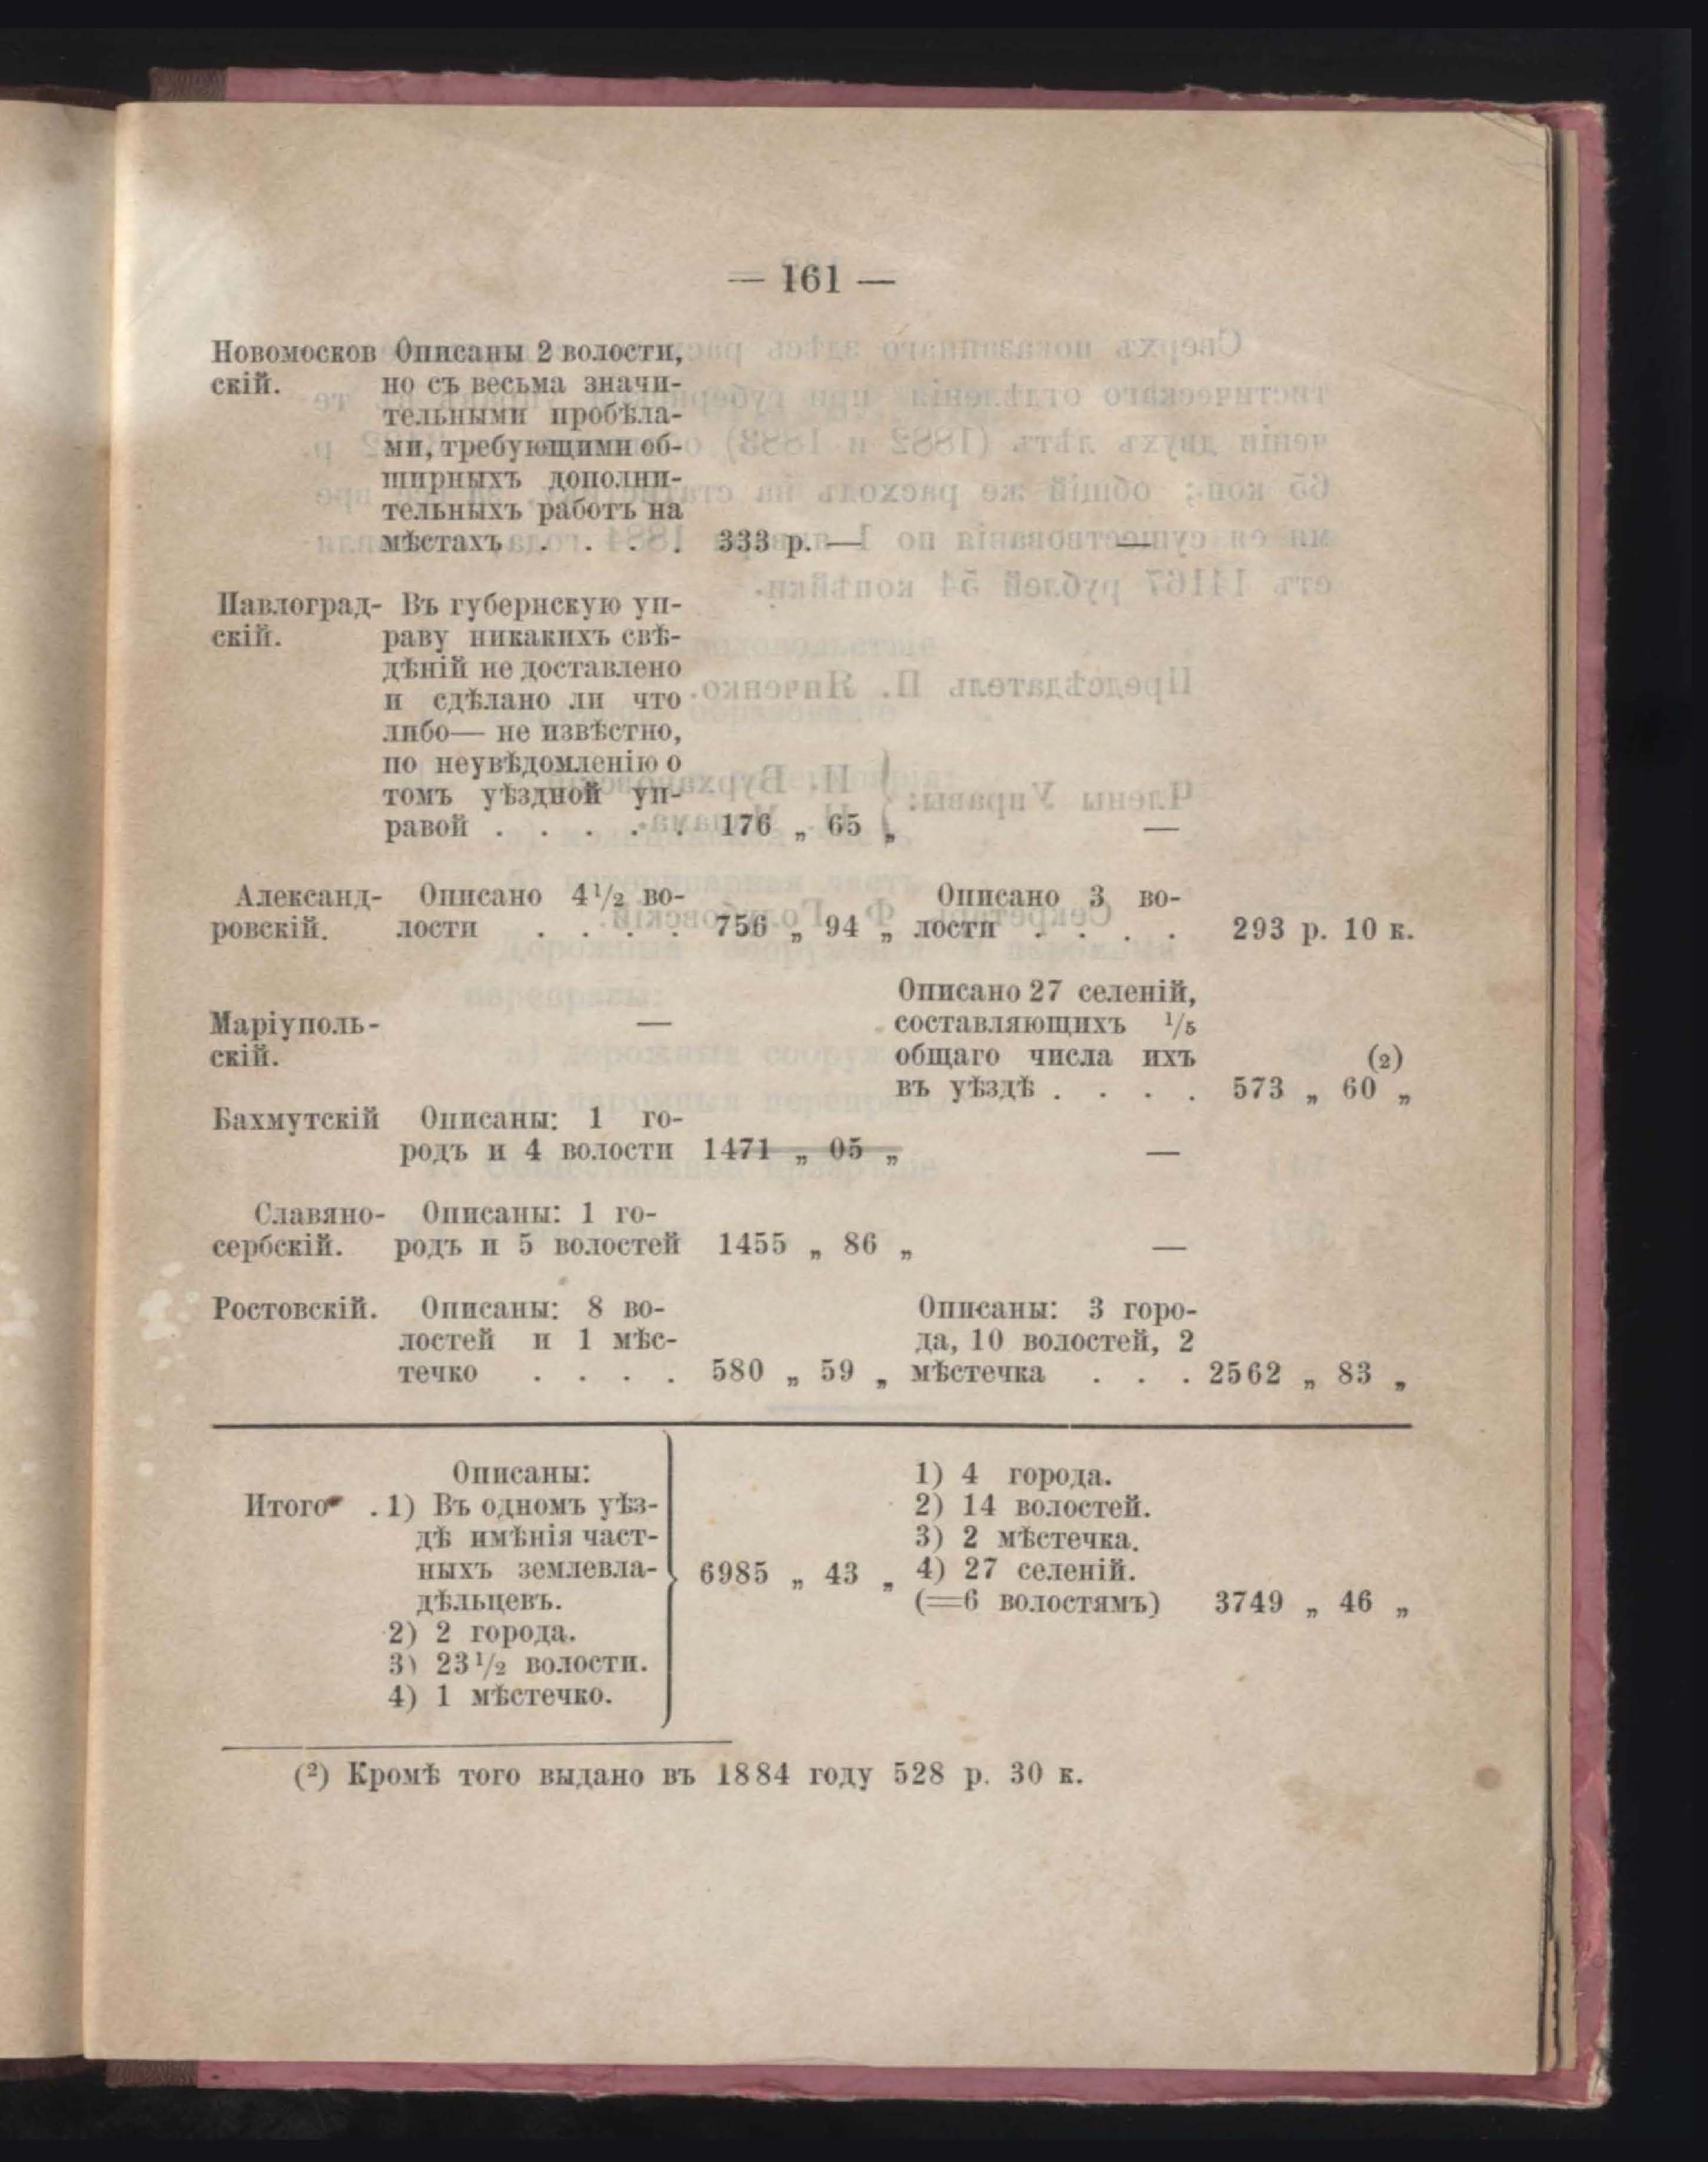 — 161 —
Новомосков Описаны 2 волости,
скій. но съ весьма значи-
тельными пробѣла-
ми, требующими об-
ширныхъ дополни-
тельныхъ работъ на
мѣстахъ . . . . 333 р. — —
Павлоград- Въ губернскую уп-
скій. раву никакихъ свѣ-
дѣній не доставлено
и сдѣлано ли что
либо— не извѣстно,
по неувѣдомленію о
томъ уѣздной уп-
равой . . . . . 176 „ 65 „ —
Александ- Описано 4 1/2 во- Описано 3 во-
ровскій. лости . . . . 756 „ 94 „ лости . . . . 293 р. 10 к.
Описано 27 селеній,
Маріуполь- — составляющихъ 1/5
скій. общаго числа ихъ (2)
въ уѣздѣ . . . . 573 „ 60 „
Бахмутскій Описаны: 1 го-
родъ и 4 волости 1471 „ 05 „ —
Славяно- Описаны: 1 го-
сербскій. родъ и 5 волостей 1455 „ 86 „ —
Ростовскій. Описаны: 8 во- Описаны: 3 горо-
лостей и 1 мѣс- да, 10 волостей, 2
течко . . . . 580 „ 59 „ мѣстечка . . . 2562 „ 83 „
Описаны: 1) 4 города.
Итого . 1) Въ одномъ уѣз- 2) 14 волостей.
дѣ имѣнія част- 3) 2 мѣстечка.
ныхъ землевла- 6985 „ 43 „ 4) 27 селеній.
дѣльцевъ. (=6 волостямъ) 3749 „ 46 „
2) 2 города.
3) 23 1/2 волости.
4) 1 мѣстечко.
(2) Кромѣ того выдано въ 1884 году 528 р. 30 к.